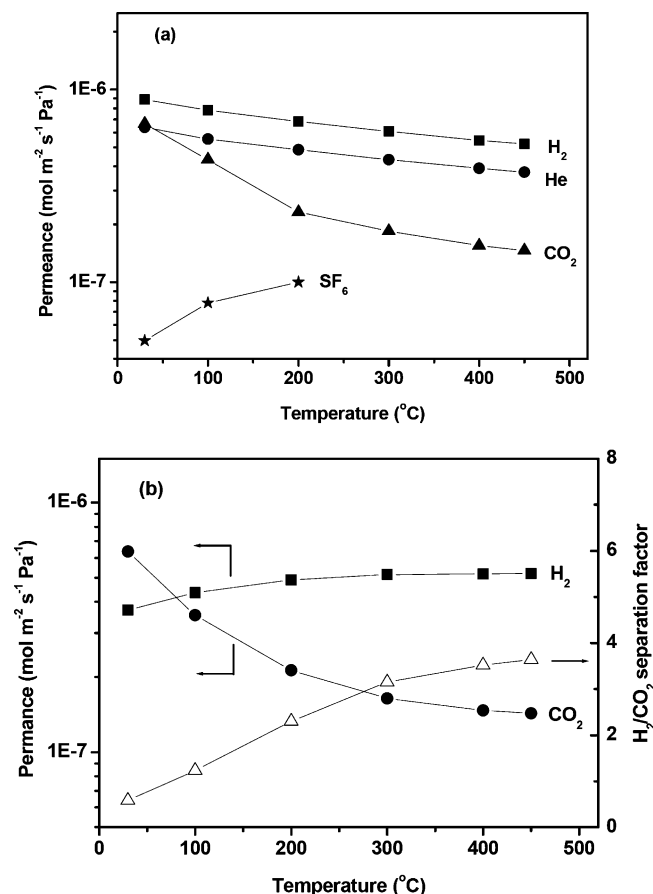 (a)
1E-6
1E-7
Permeance (mol m⁻² s⁻¹ Pa⁻¹)
H₂
He
CO₂
SF₆
0 100 200 300 400 500
Temperature (°C)
(b)
1E-6
1E-7
Permance (mol m⁻² s⁻¹ Pa⁻¹)
H₂
CO₂
8
6
4
2
0
H₂/CO₂ separation factor
0 100 200 300 400 500
Temperature (°C)